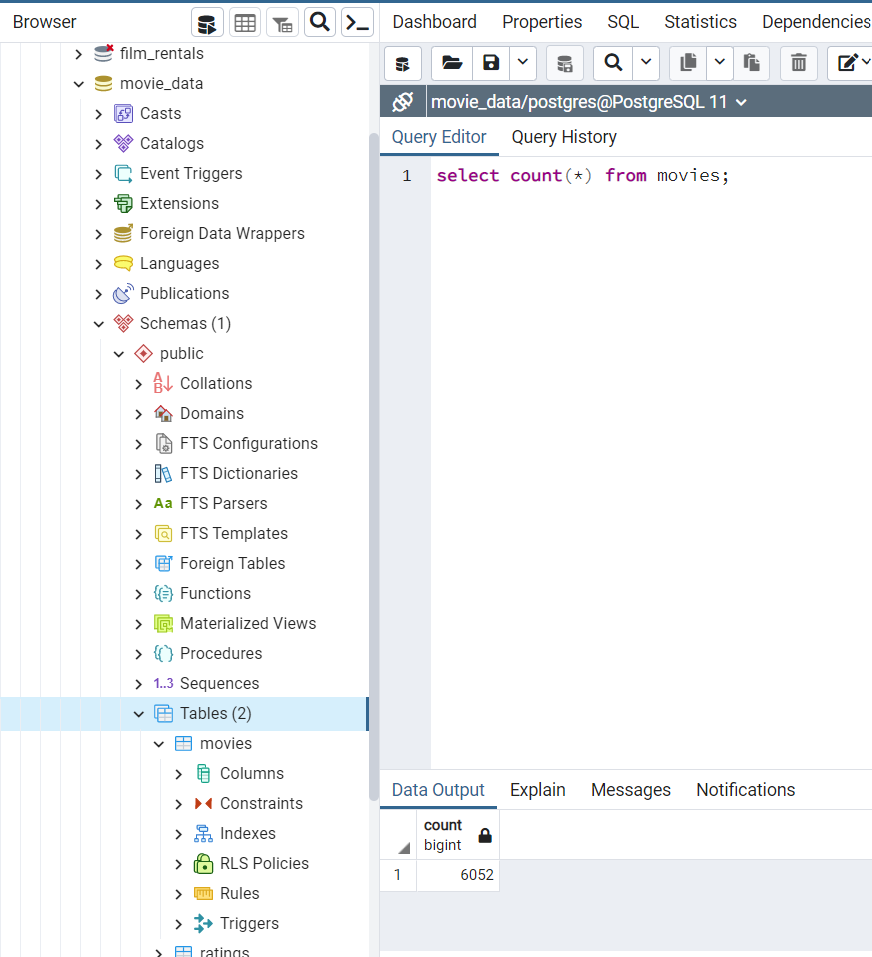 Browser
Dashboard Properties SQL Statistics Dependencies
film_rentals
movie_data
Casts
Catalogs
Event Triggers
Extensions
Foreign Data Wrappers
Languages
Publications
Schemas (1)
public
Collations
Domains
FTS Configurations
FTS Dictionaries
Aa FTS Parsers
FTS Templates
Foreign Tables
Functions
Materialized Views
Procedures
1..3 Sequences
Tables (2)
movies
Columns
Constraints
Indexes
RLS Policies
Rules
Triggers
ratings
movie_data/postgres@PostgreSQL 11
Query Editor Query History
1 select count(*) from movies;
Data Output Explain Messages Notifications
count
bigint
1 6052